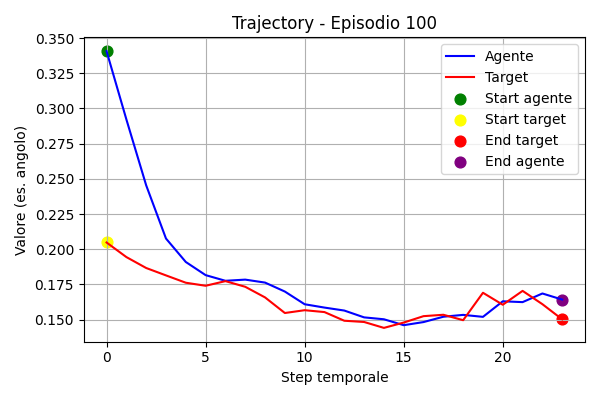 Trajectory - Episodio 100
0.350
0.325
0.300
0.275
0.250
0.225
0.200
0.175
0.150
Valore (es. angolo)
Agente
Target
Start agente
Start target
End target
End agente
0 5 10 15 20
Step temporale